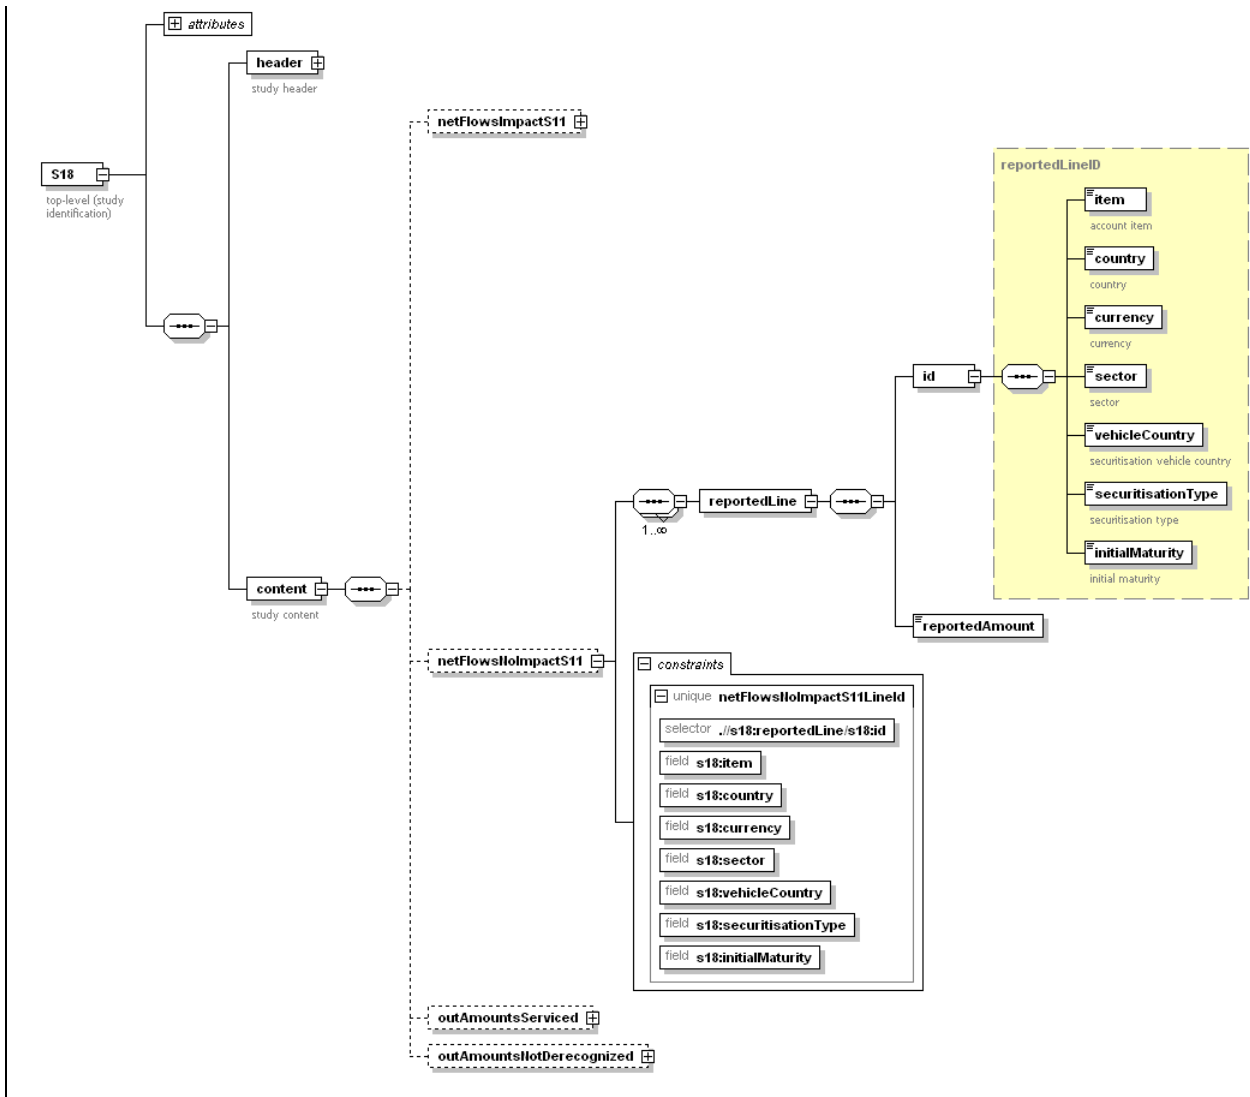 attributes
header
study header
netFlowsImpactS11
S18
top-level (study
identification)
reportedLineID
item
account item
country
country
currency
currency
id
sector
sector
vehicleCountry
securitisation vehicle country
reportedLine
1..∞
securitisationType
securitisation type
initialMaturity
initial maturity
content
study content
reportedAmount
netFlowsNoImpactS11
constraints
unique netFlowsNoImpactS11LineId
selector .//s18:reportedLine/s18:id
field s18:item
field s18:country
field s18:currency
field s18:sector
field s18:vehicleCountry
field s18:securitisationType
field s18:initialMaturity
outAmountsServiced
outAmountsNotDerecognized